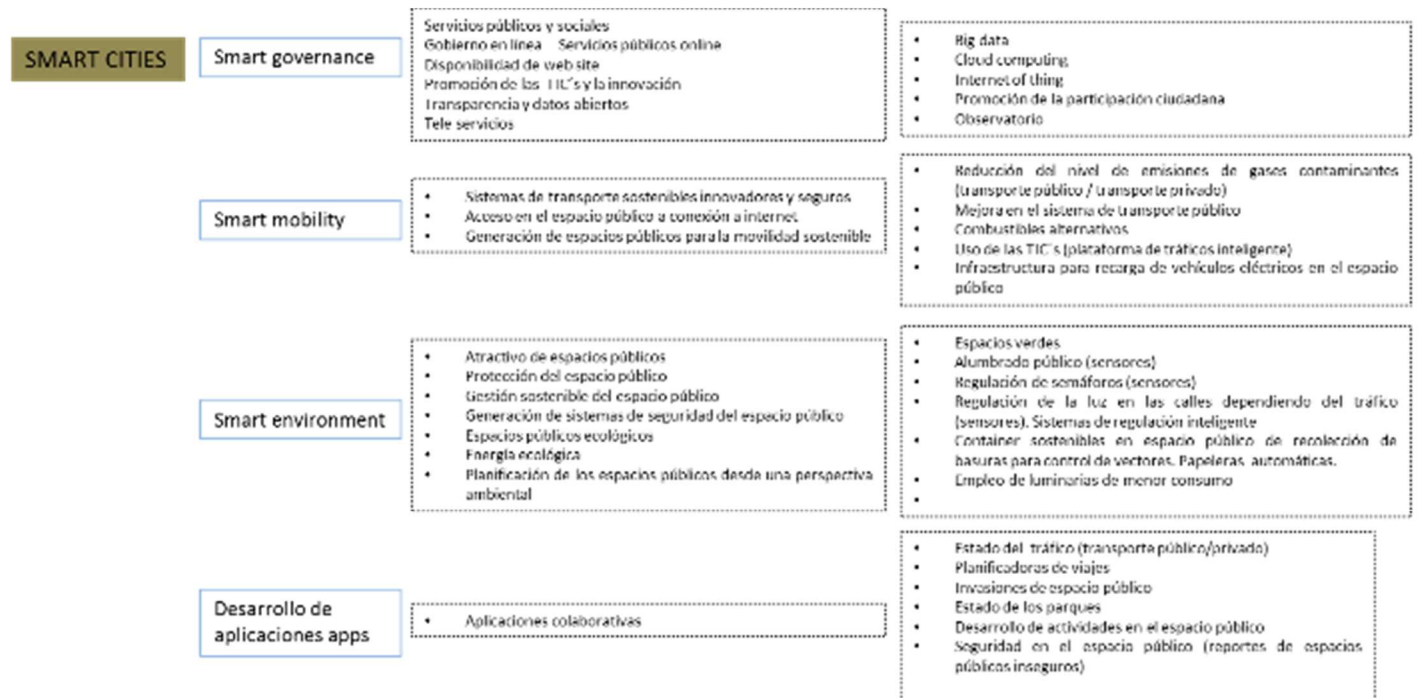 SMART CITIES
Smart governance
Servicios públicos y sociales
Gobierno en línea Servicios públicos online
Disponibilidad de web site
Promoción de las TIC´s y la innovación
Transparencia y datos abiertos
Tele servicios
• Big data
• Cloud computing
• Internet of thing
• Promoción de la participación ciudadana
• Observatorio
Smart mobility
• Sistemas de transporte sostenibles innovadores y seguros
• Acceso en el espacio público a conexión a internet
• Generación de espacios públicos para la movilidad sostenible
• Reducción del nivel de emisiones de gases contaminantes
(transporte público / transporte privado)
• Mejora en el sistema de transporte público
• Combustibles alternativos
• Uso de las TIC´s (plataforma de tráficos inteligente)
• Infraestructura para recarga de vehículos eléctricos en el espacio
público
Smart environment
• Atractivo de espacios públicos
• Protección del espacio público
• Gestión sostenible del espacio público
• Generación de sistemas de seguridad del espacio público
• Espacios públicos ecológicos
• Energía ecológica
• Planificación de los espacios públicos desde una perspectiva
ambiental
• Espacios verdes
• Alumbrado público (sensores)
• Regulación de semáforos (sensores)
• Regulación de la luz en las calles dependiendo del tráfico
(sensores). Sistemas de regulación inteligente
• Container sostenibles en espacio público de recolección de
basuras para control de vectores. Papeleras automáticas.
• Empleo de luminarias de menor consumo
•
Desarrollo de
aplicaciones apps
• Aplicaciones colaborativas
• Estado del tráfico (transporte público/privado)
• Planificadoras de viajes
• Invasiones de espacio público
• Estado de los parques
• Desarrollo de actividades en el espacio público
• Seguridad en el espacio público (reportes de espacios
públicos inseguros)